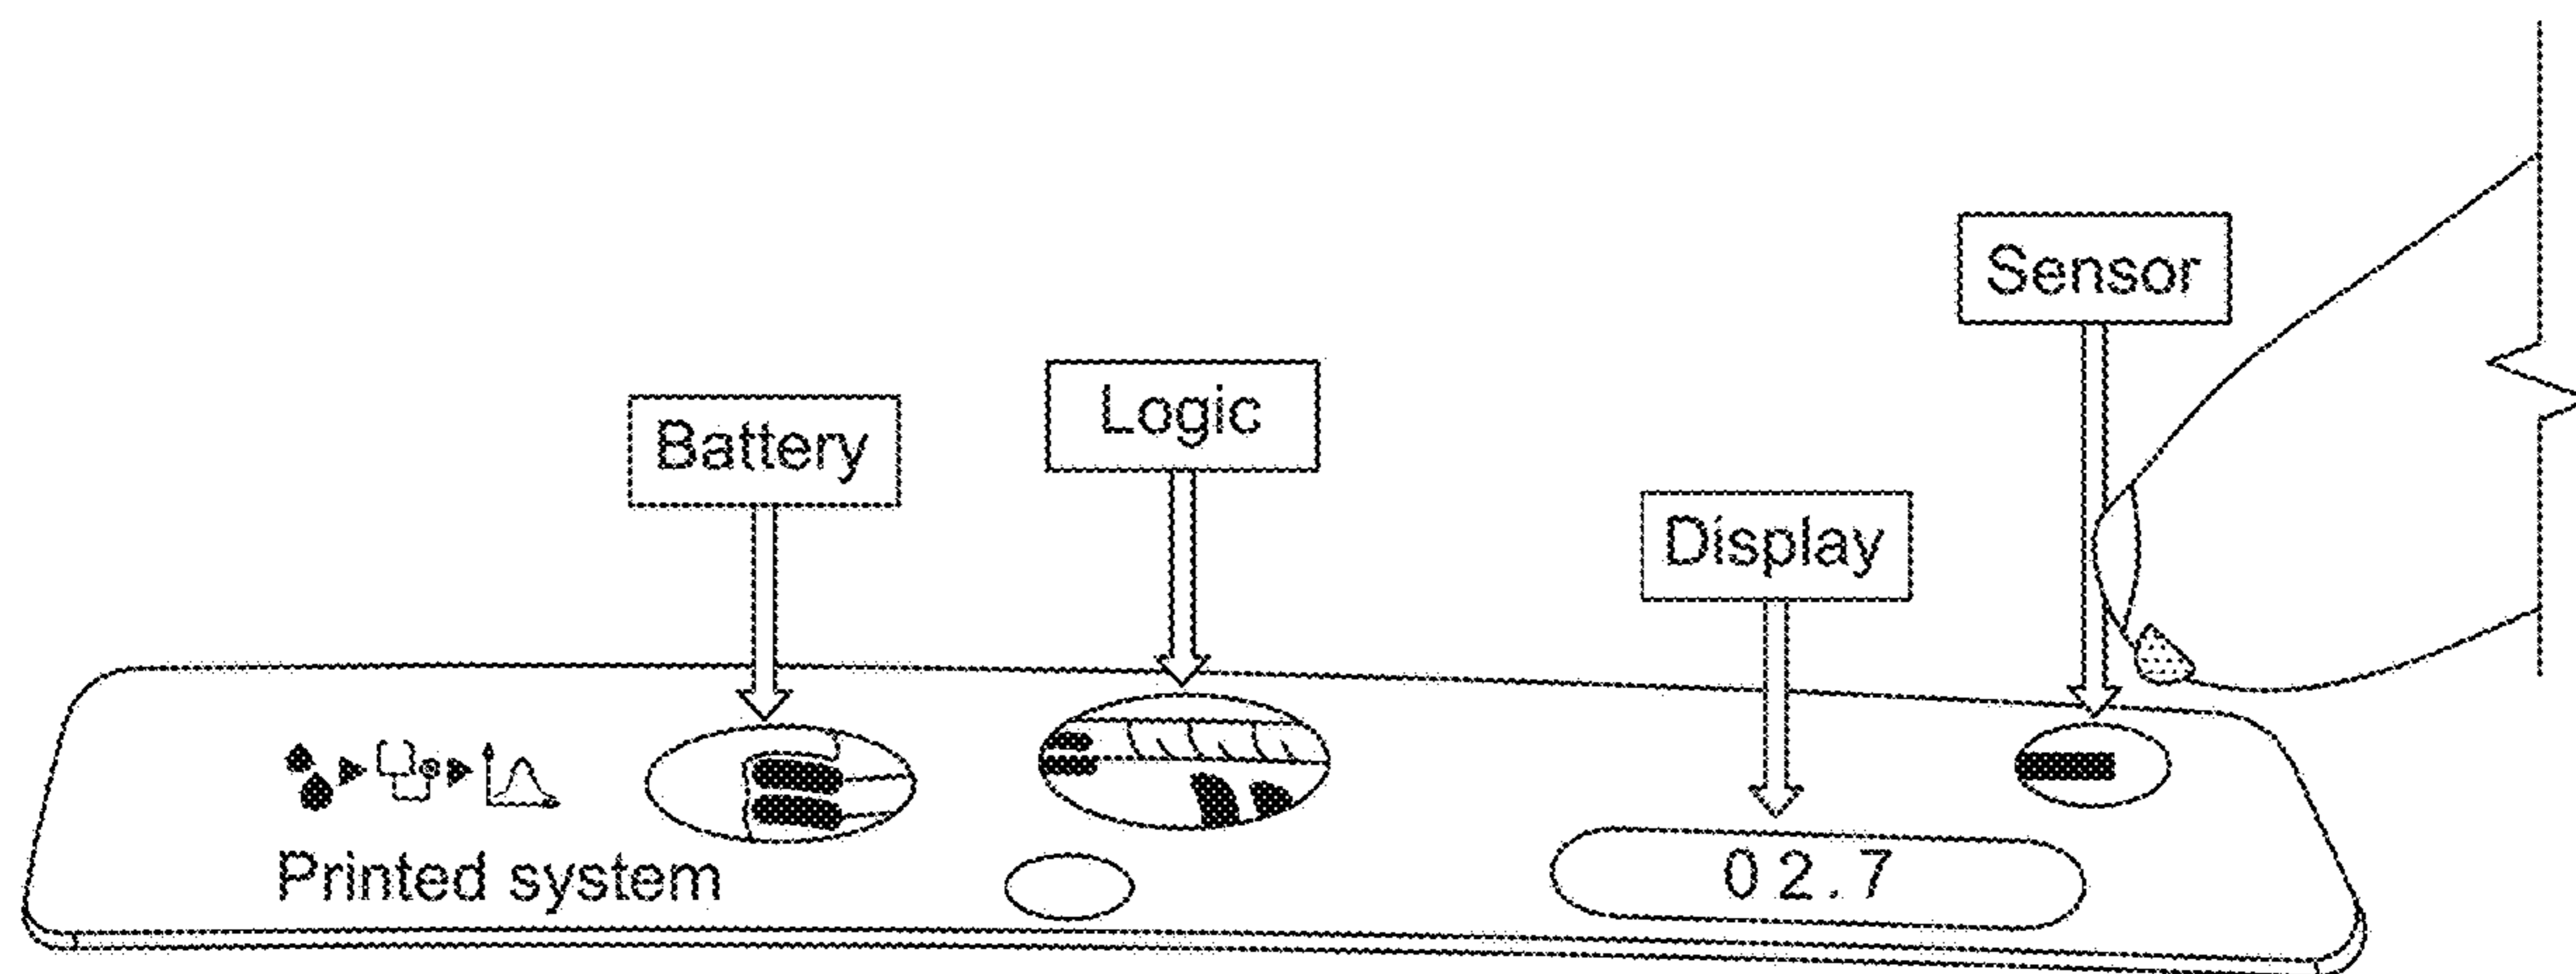 Sensor
Logic
Battery
Display
Printed system
02.7